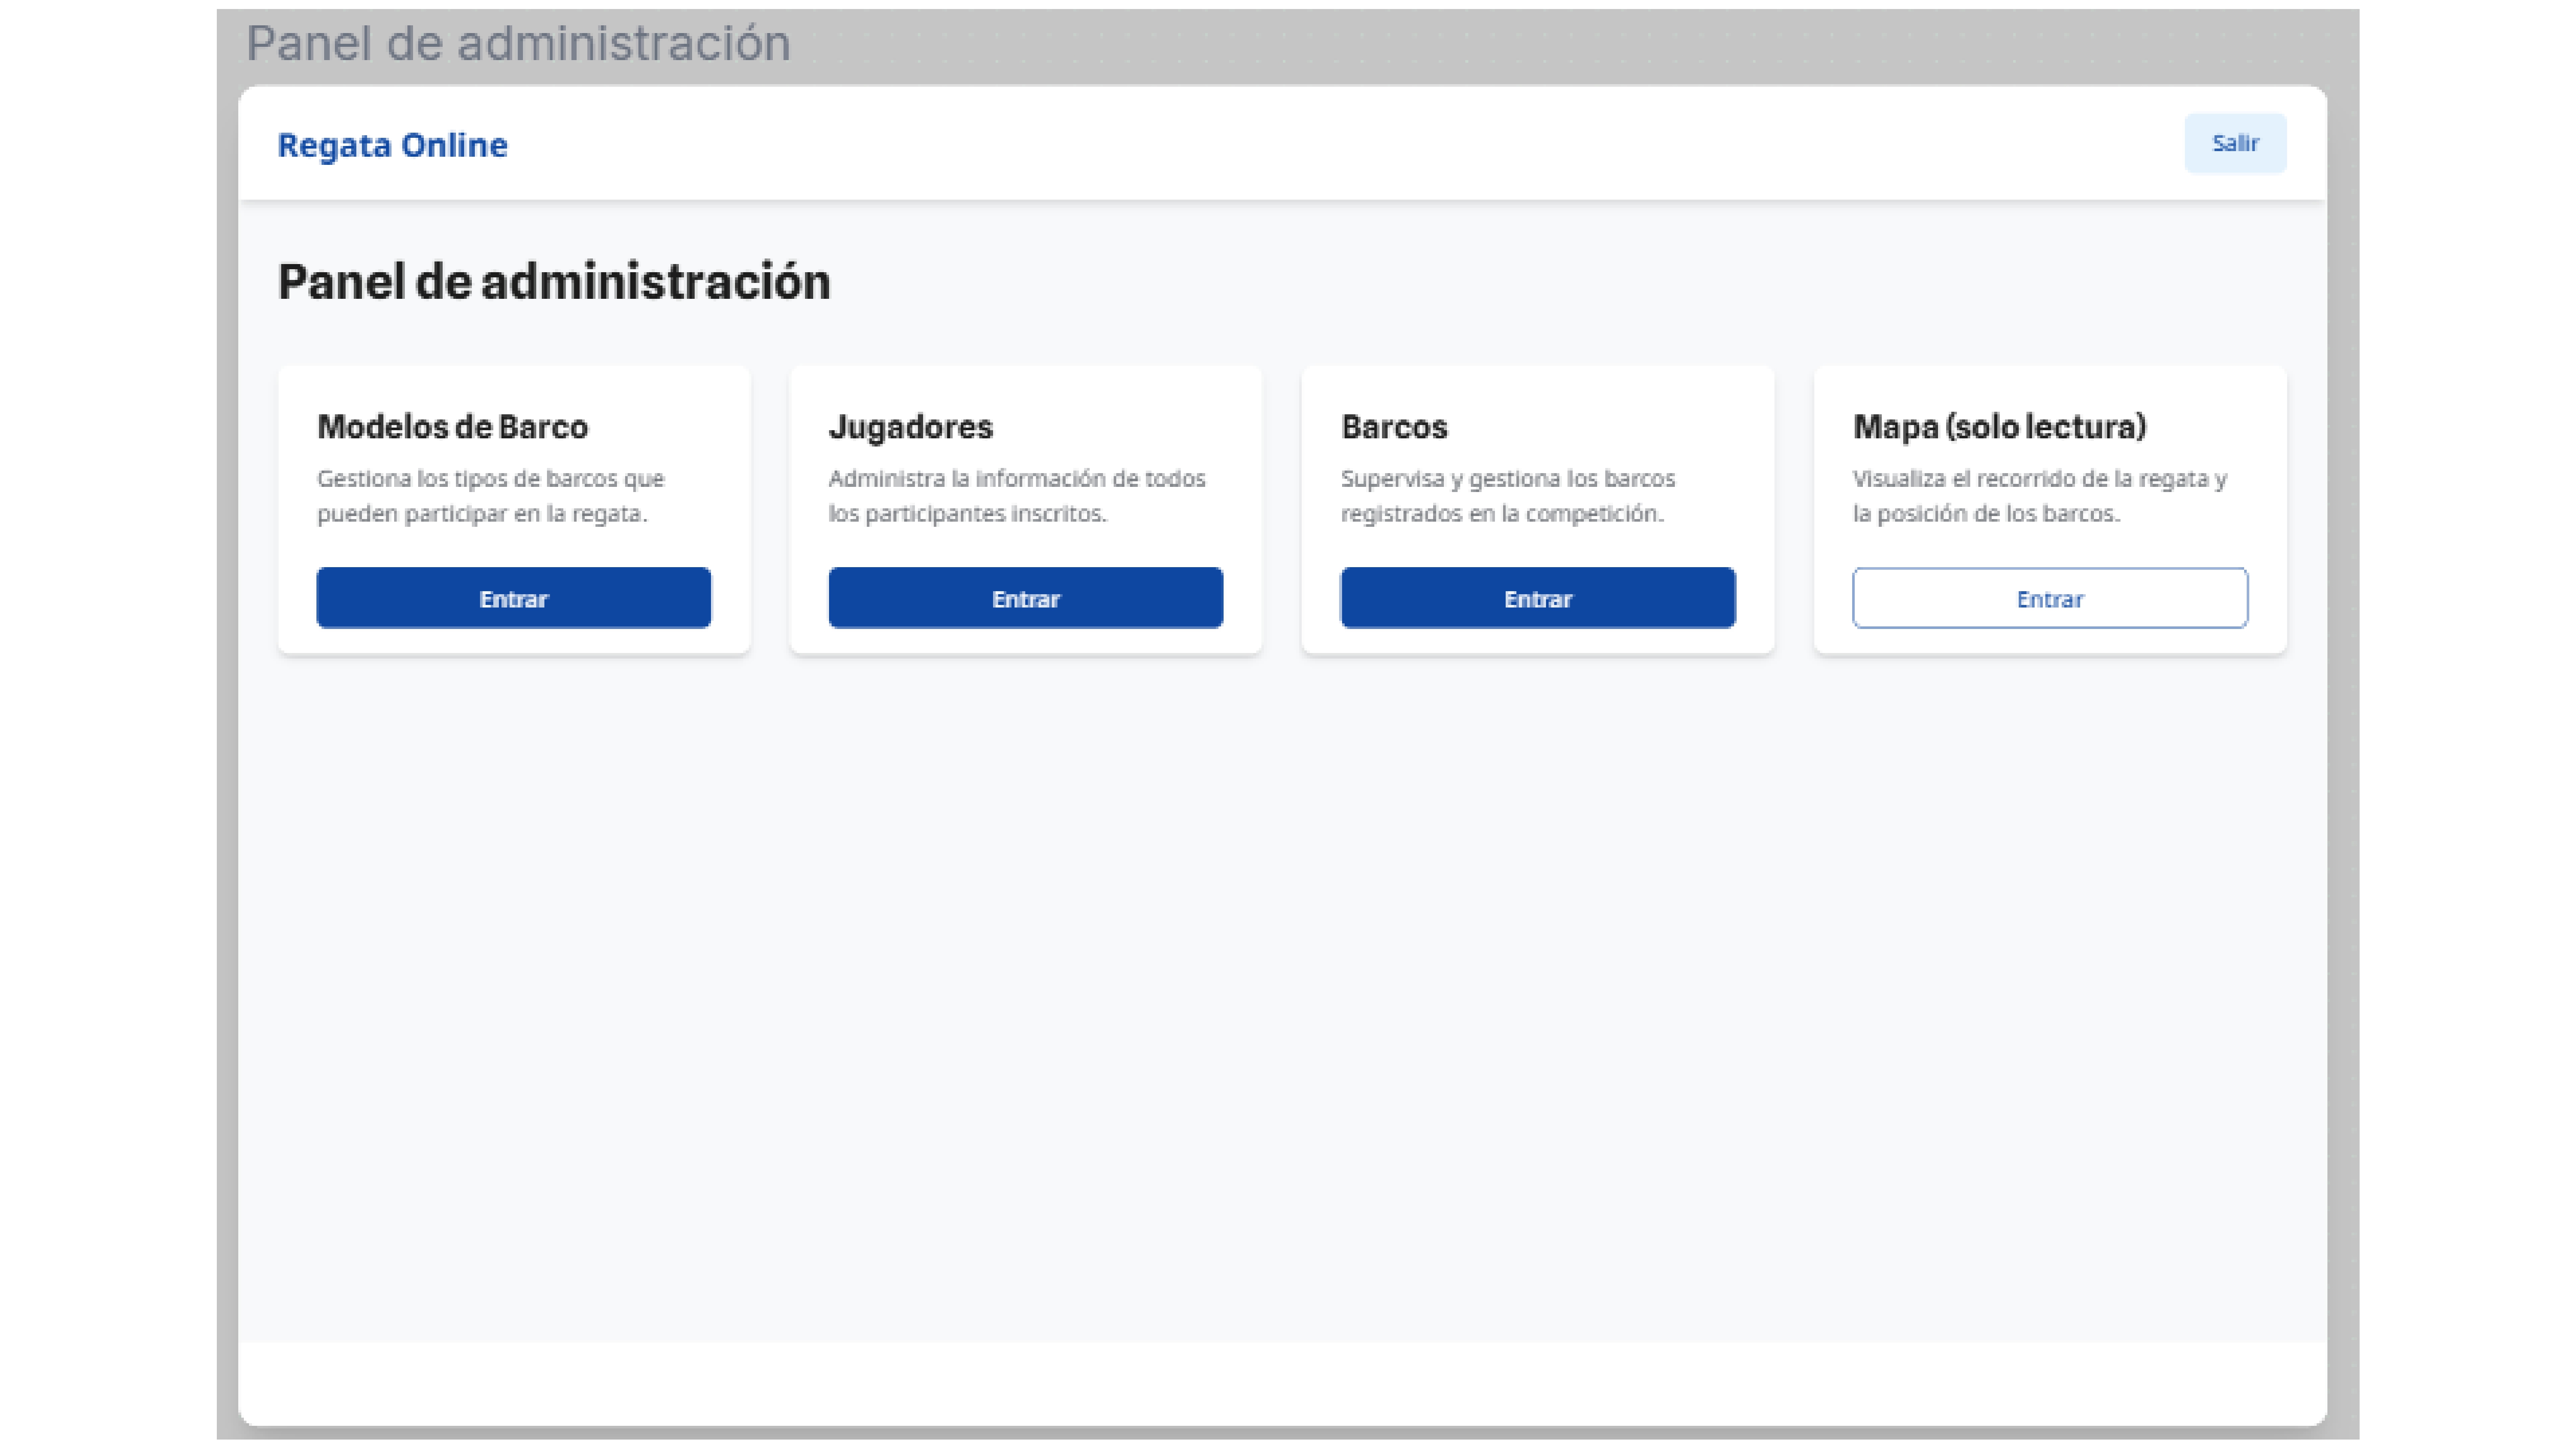 Panel de administración
Regata Online
Salir
Panel de administración
Modelos de Barco
Gestiona los tipos de barcos que
pueden participar en la regata.
Entrar
Jugadores
Administra la información de todos
los participantes inscritos.
Entrar
Barcos
Supervisa y gestiona los barcos
registrados en la competición.
Entrar
Mapa (solo lectura)
Visualiza el recorrido de la regata y
la posición de los barcos.
Entrar